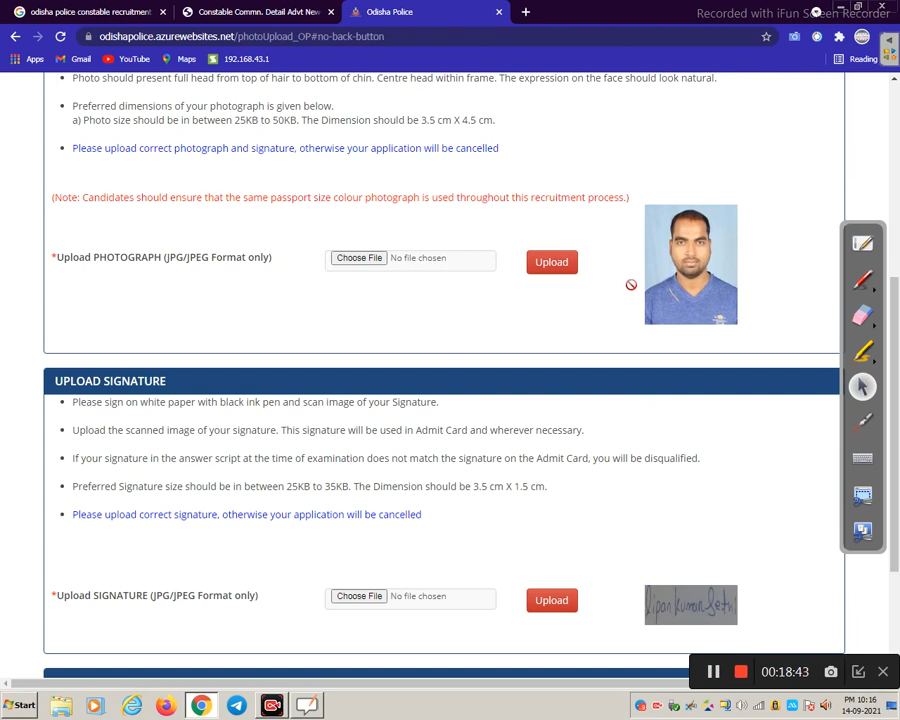 odisha police constable recruitment
Constable Commn. Detail Advt New
Odisha Police
Recorded with iFun Screen Recorder
odishapolice.azurewebsites.net/photoUpload_OP#no-back-button
Apps Gmail YouTube Maps 192.168.43.1 Reading
Photo should present full head from top of hair to bottom of chin. Centre head within frame. The expression on the face should look natural.
Preferred dimensions of your photograph is given below.
a) Photo size should be in between 25KB to 50KB. The Dimension should be 3.5 cm X 4.5 cm.
Please upload correct photograph and signature, otherwise your application will be cancelled
(Note: Candidates should ensure that the same passport size colour photograph is used throughout this recruitment process.)
*Upload PHOTOGRAPH (JPG/JPEG Format only) Choose File No file chosen Upload
UPLOAD SIGNATURE
Please sign on white paper with black ink pen and scan image of your Signature.
Upload the scanned image of your signature. This signature will be used in Admit Card and wherever necessary.
If your signature in the answer script at the time of examination does not match the signature on the Admit Card, you will be disqualified.
Preferred Signature size should be in between 25KB to 35KB. The Dimension should be 3.5 cm X 1.5 cm.
Please upload correct signature, otherwise your application will be cancelled
*Upload SIGNATURE (JPG/JPEG Format only) Choose File No file chosen Upload
00:18:43
Start
PM 10:16
14-09-2021